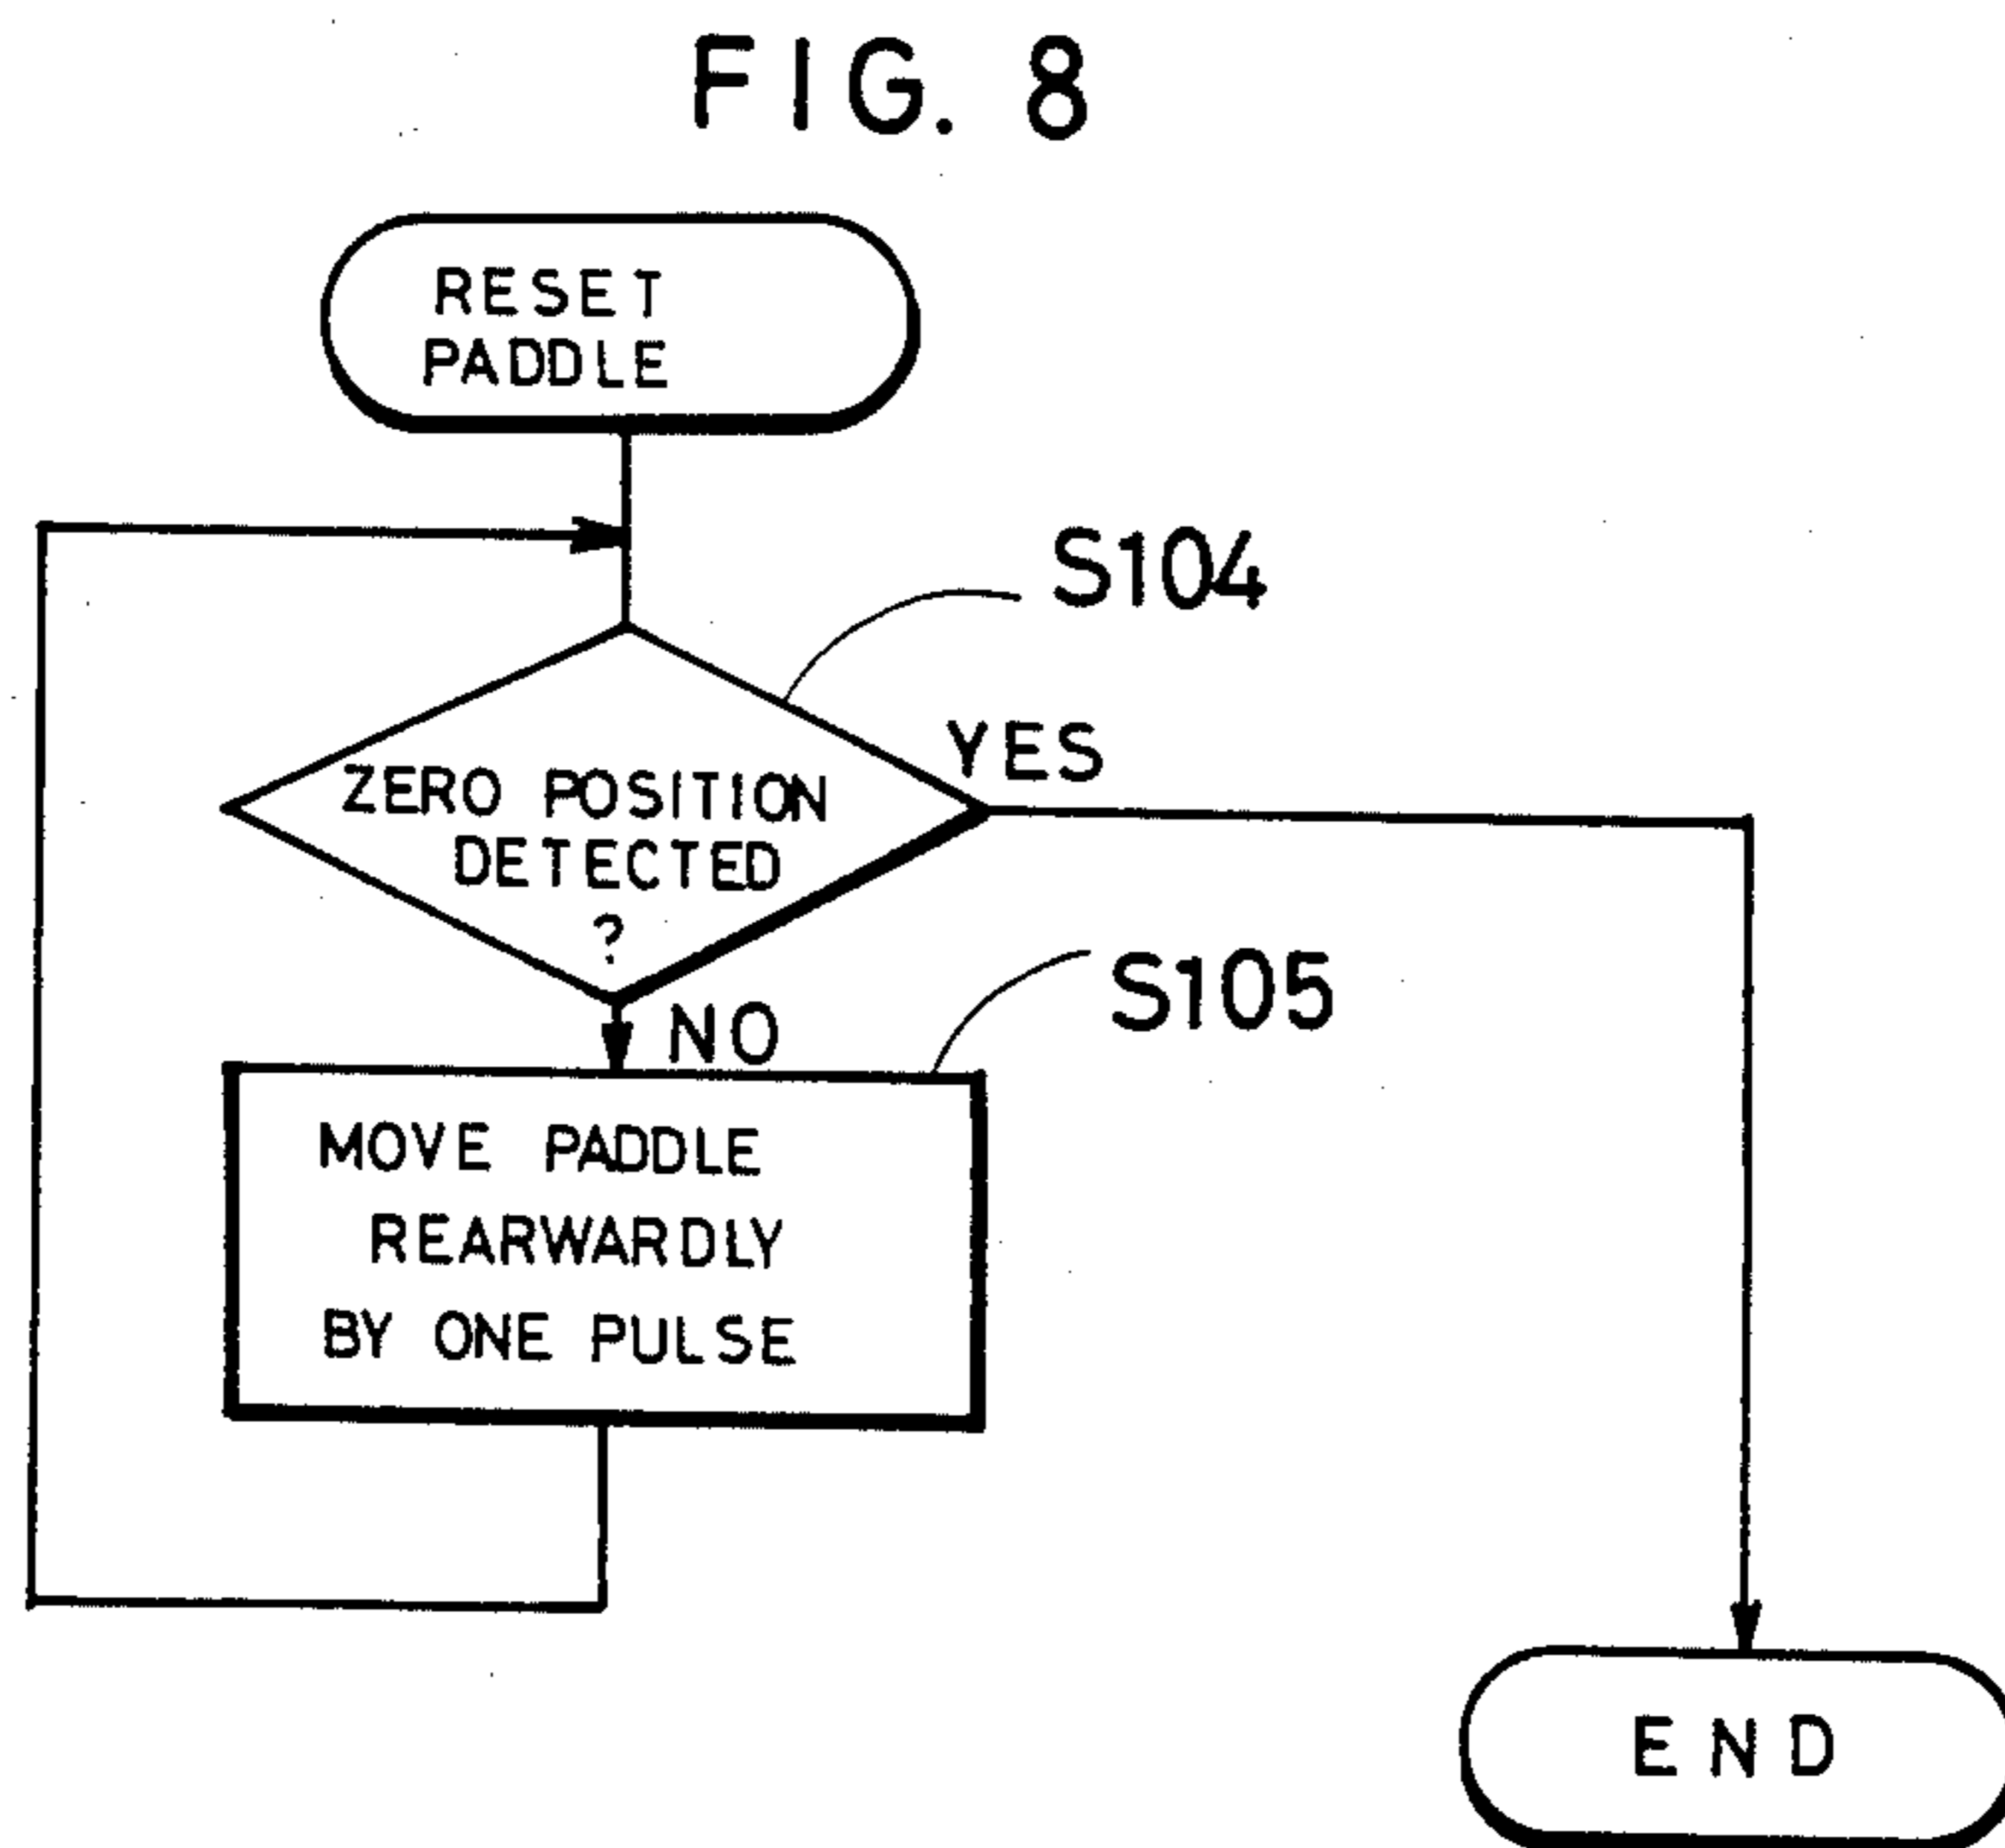 FIG. 8
RESET
PADDLE
S104
YES
ZERO POSITION
DETECTED
?
NO
S105
MOVE PADDLE
REARWARDLY
BY ONE PULSE
END